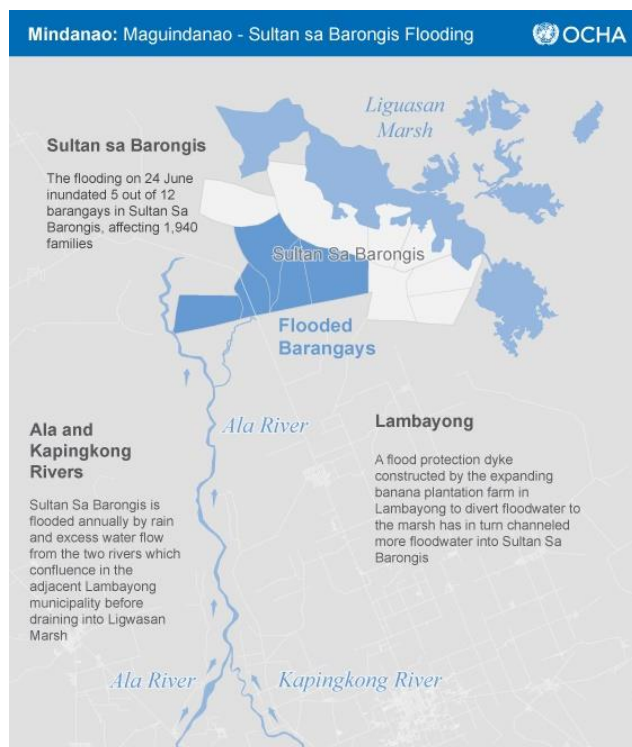 Mindanao: Maguindanao - Sultan sa Barongis Flooding
OCHA
Liguasan
Marsh
Sultan sa Barongis
The flooding on 24 June
inundated 5 out of 12
barangays in Sultan Sa
Barongis, affecting 1,940
families
Sultan Sa Barongis
Flooded
Barangays
Ala River
Ala and
Kapingkong
Rivers
Sultan Sa Barongis is
flooded annually by rain
and excess water flow
from the two rivers which
confluence in the
adjacent Lambayong
municipality before
draining into Ligwasan
Marsh
Lambayong
A flood protection dyke
constructed by the expanding
banana plantation farm in
Lambayong to divert floodwater to
the marsh has in turn channeled
more floodwater into Sultan Sa
Barongis
Ala River
Kapingkong River